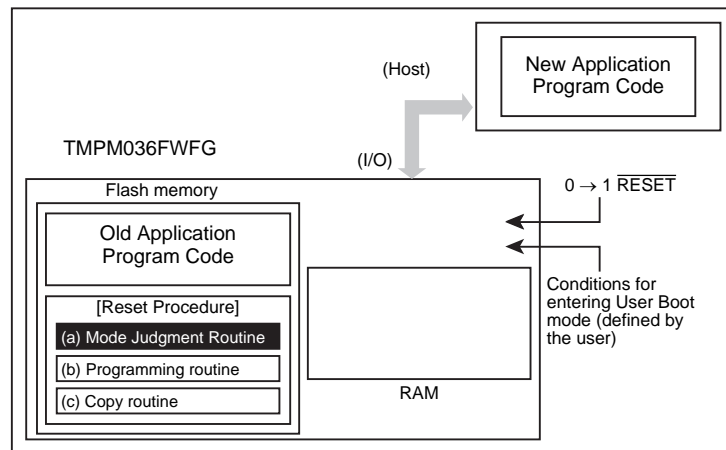 New Application
Program Code
(Host)
TMPM036FWFG
(I/O)
Flash memory
0 → 1 RESET
Old Application
Program Code
[Reset Procedure]
(a) Mode Judgment Routine
(b) Programming routine
(c) Copy routine
RAM
Conditions for
entering User Boot
mode (defined by
the user)